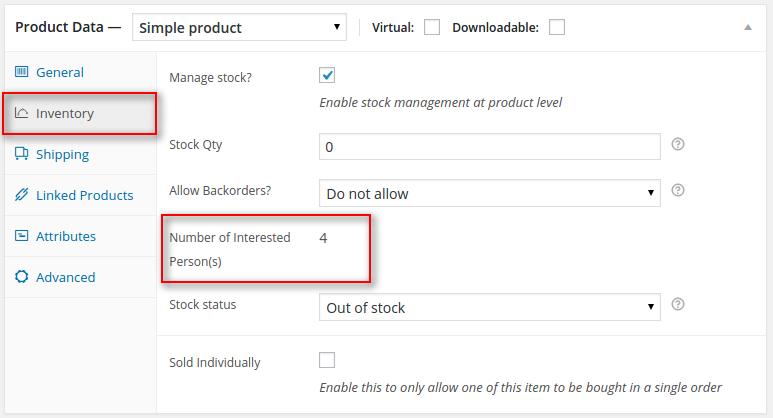 Product Data — Simple product Virtual: Downloadable:
General
Inventory
Shipping
Linked Products
Attributes
Advanced
Manage stock?
Enable stock management at product level
Stock Qty 0
Allow Backorders? Do not allow
Number of Interested 4
Person(s)
Stock status Out of stock
Sold Individually
Enable this to only allow one of this item to be bought in a single order